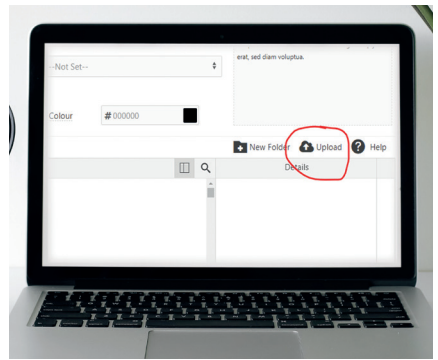 erat, sed diam voluptua.
--Not Set--
Colour
# 000000
New Folder Upload ? Help
Details